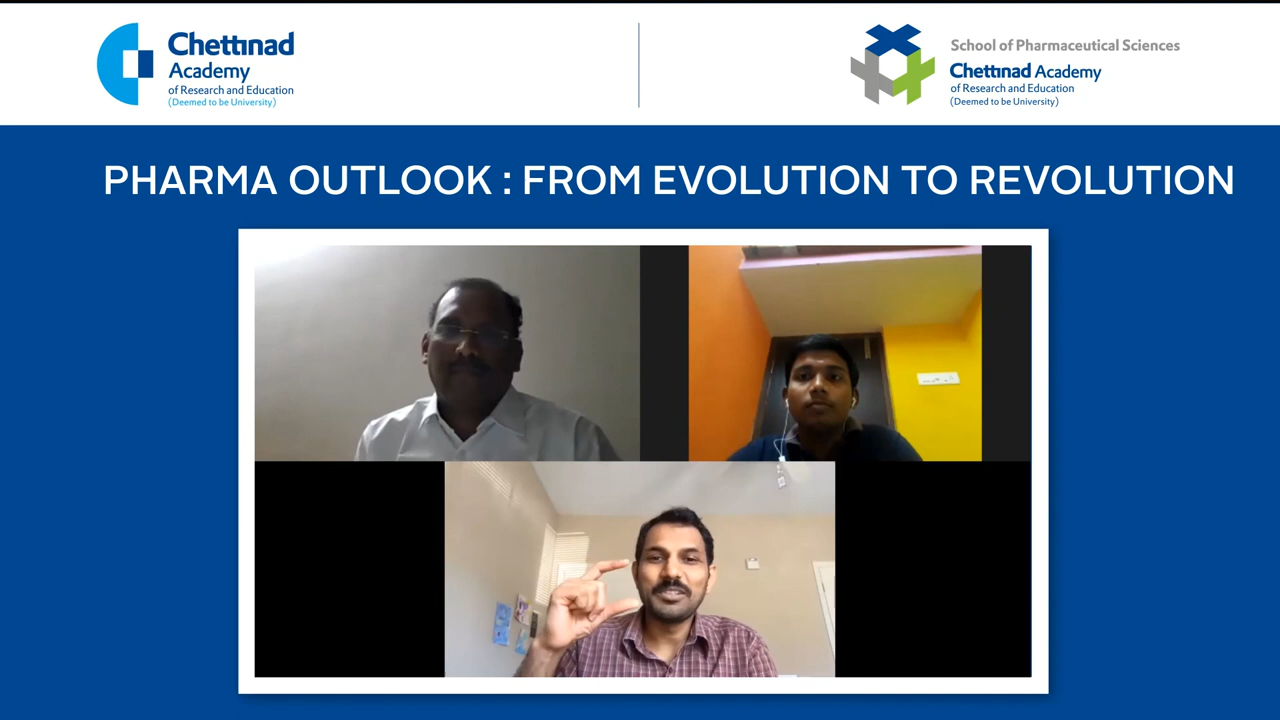 Chettinad
Academy
of Research and Education
(Deemed to be University)
School of Pharmaceutical Sciences
Chettinad Academy
of Research and Education
(Deemed to be University)
PHARMA OUTLOOK : FROM EVOLUTION TO REVOLUTION